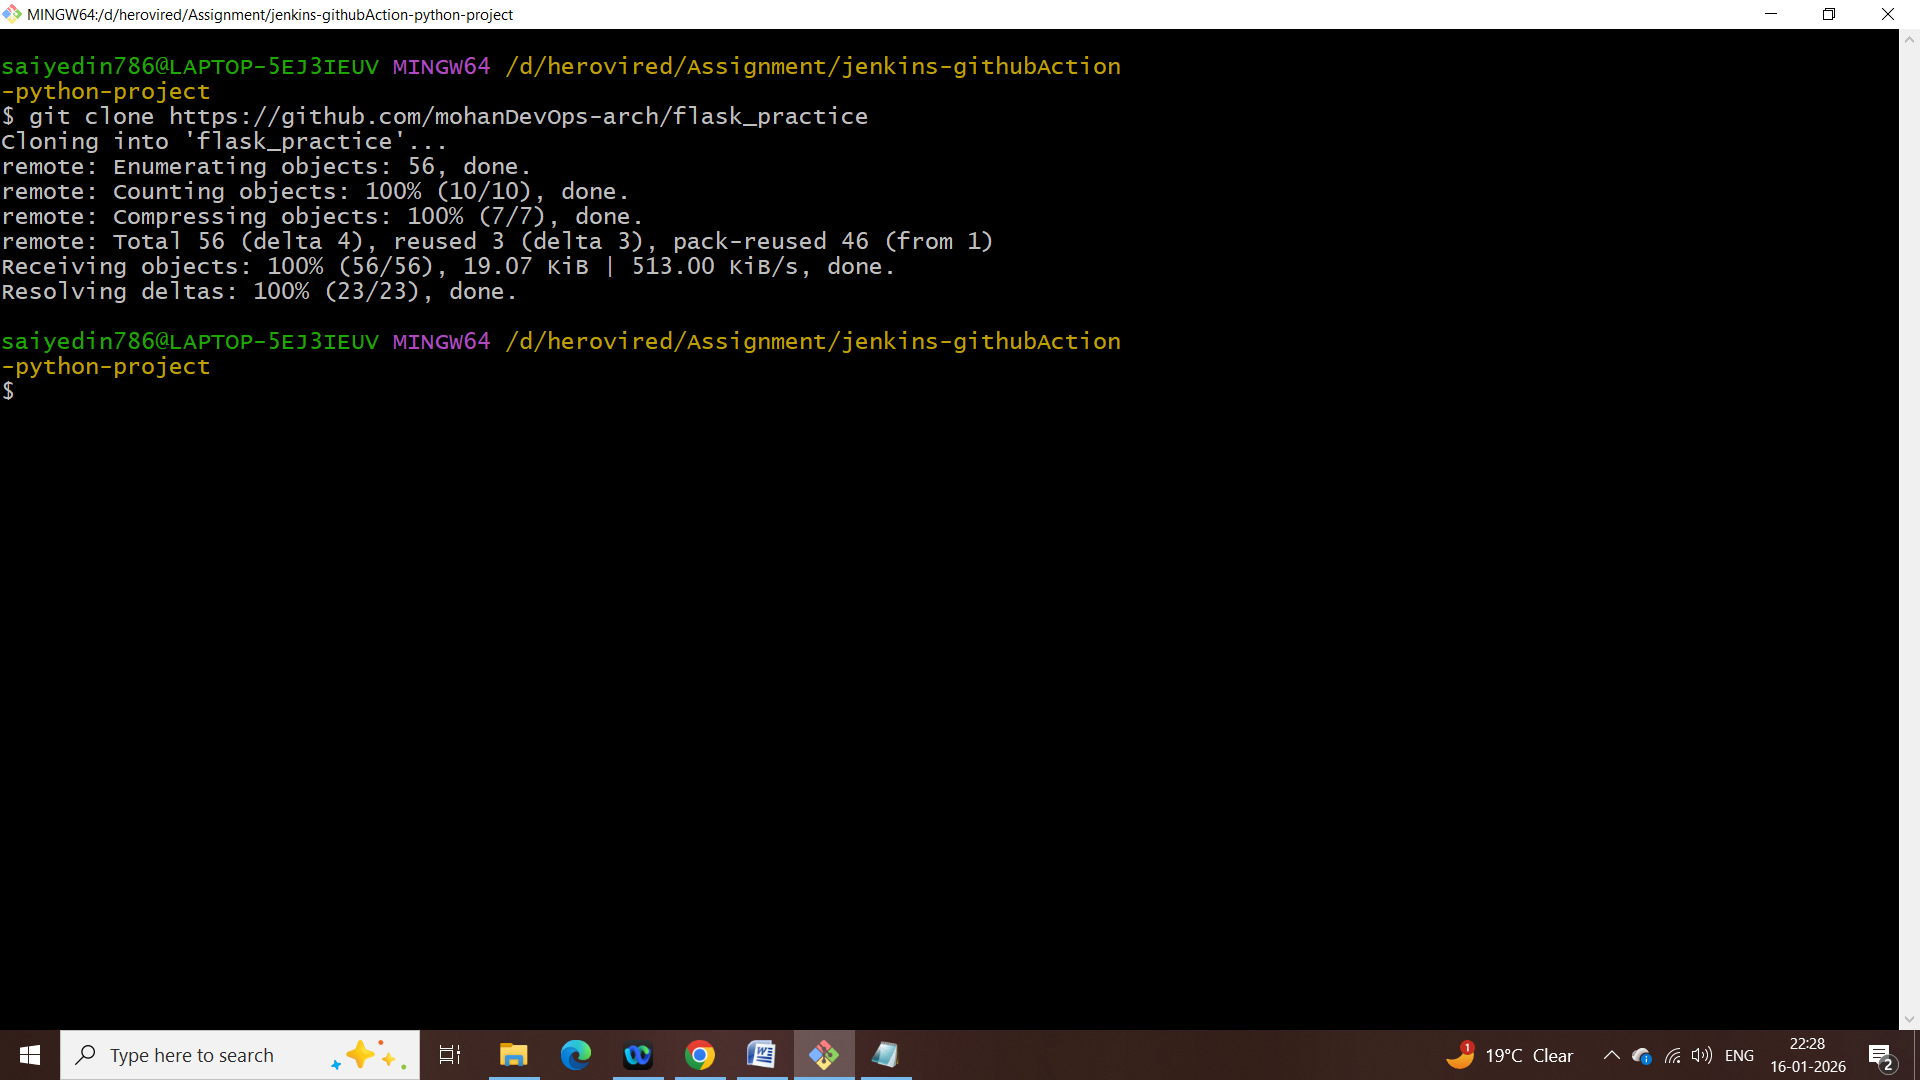 MINGW64:/d/herovired/Assignment/jenkins-githubAction-python-project
saiyedin786@LAPTOP-5EJ3IEUV MINGW64 /d/herovired/Assignment/jenkins-githubAction
-python-project
$ git clone https://github.com/mohanDevOps-arch/flask_practice
Cloning into 'flask_practice'...
remote: Enumerating objects: 56, done.
remote: Counting objects: 100% (10/10), done.
remote: Compressing objects: 100% (7/7), done.
remote: Total 56 (delta 4), reused 3 (delta 3), pack-reused 46 (from 1)
Receiving objects: 100% (56/56), 19.07 KiB | 513.00 KiB/s, done.
Resolving deltas: 100% (23/23), done.
saiyedin786@LAPTOP-5EJ3IEUV MINGW64 /d/herovired/Assignment/jenkins-githubAction
-python-project
$
Type here to search
1
19°C Clear
ENG
22:28
16-01-2026
2